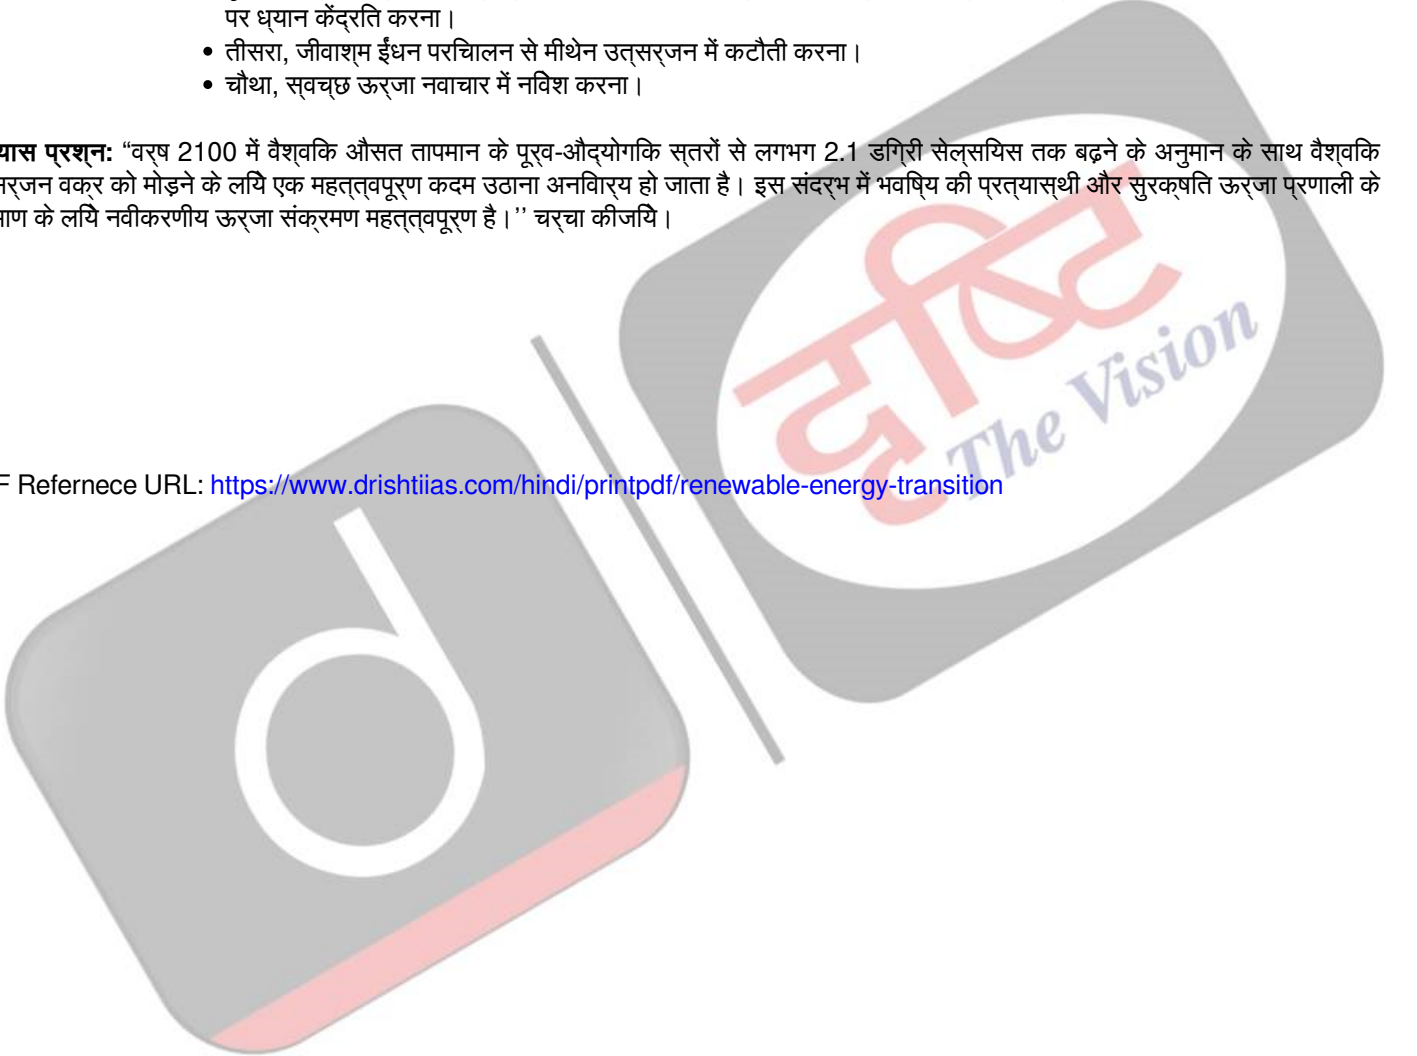 पर ध्यान केंद्रति करना।
• तीसरा, जीवाश्म ईंधन परचिालन से मीथेन उत्सर्जन में कटौती करना।
• चौथा, स्वच्छ ऊर्जा नवाचार में नविेश करना।
यास प्रश्न: “वर्ष 2100 में वैश्वकि औसत तापमान के पूर्व-औद्योगकि स्तरों से लगभग 2.1 डगि्री सेल्सयिस तक बढ़ने के अनुमान के साथ वैश्वकि
सर्जन वक्र को मोड़ने के लयिे एक महत्त्वपूर्ण कदम उठाना अनवािर्य हो जाता है। इस संदर्भ में भवष्यि की प्रत्यास्थी और सुरक्षति ऊर्जा प्रणाली के
माण के लयिे नवीकरणीय ऊर्जा संक्रमण महत्त्वपूर्ण है।’’ चर्चा कीजयिे।
दृष्टि
The Vision
F Refernece URL: https://www.drishtiias.com/hindi/printpdf/renewable-energy-transition
d